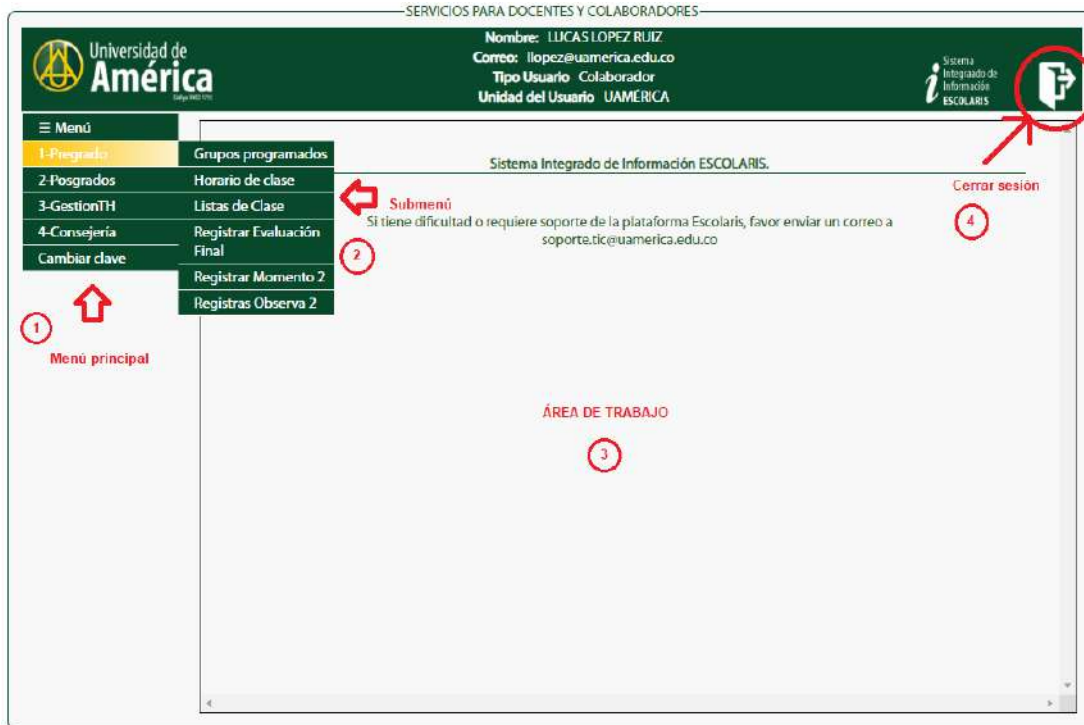 SERVICIOS PARA DOCENTES Y COLABORADORES
Universidad de
América
Nombre: LUCAS LOPEZ RUIZ
Correo: llopez@uamerica.edu.co
Tipo Usuario Colaborador
Unidad del Usuario UAMÉRICA
Sistema
Integrado de
Información
ESCOLARIS
☰ Menú
1-Pregrado
2-Posgrados
3-GestionTH
4-Consejería
Cambiar clave
Grupos programados
Horario de clase
Listas de Clase
Registrar Evaluación
Final
Registrar Momento 2
Registras Observa 2
Sistema Integrado de Información ESCOLARIS.
Si tiene dificultad o requiere soporte de la plataforma Escolaris, favor enviar un correo a
soporte.tic@uamerica.edu.co
Submenú
2
Cerrar sesión
4
1
Menú principal
ÁREA DE TRABAJO
3